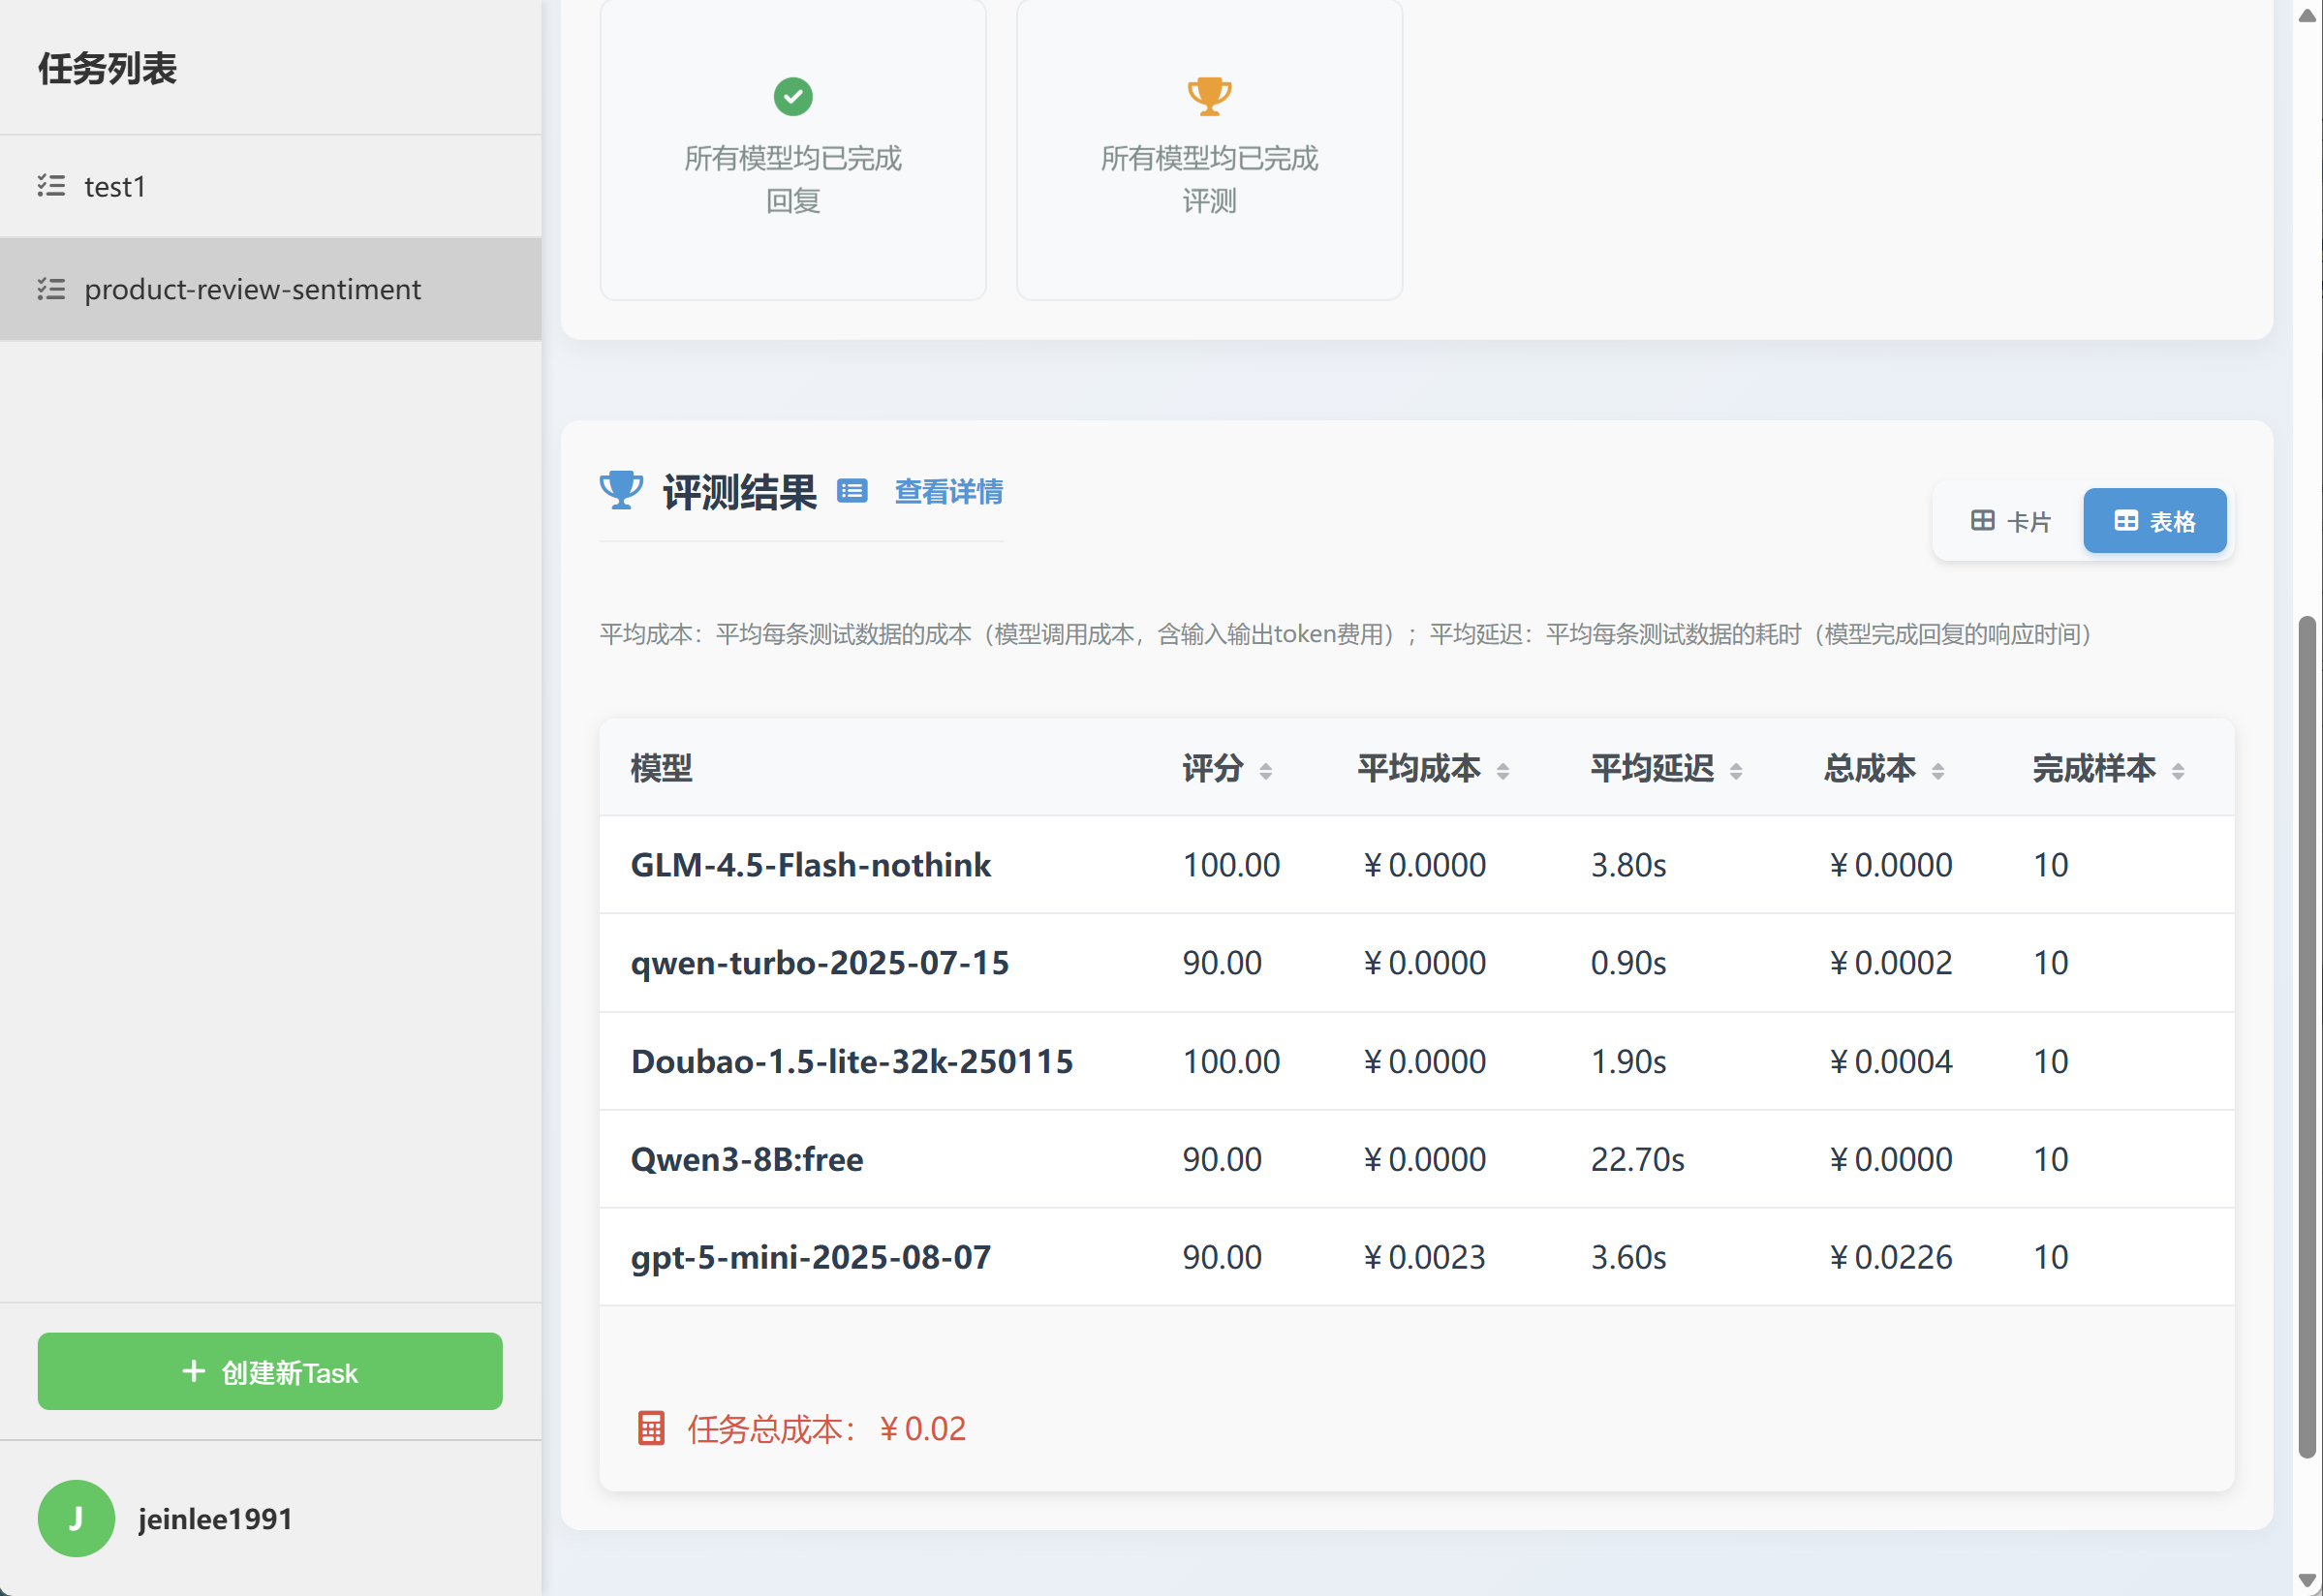 任务列表
test1
product-review-sentiment
创建新Task
J
jeinlee1991
所有模型均已完成
回复
所有模型均已完成
评测
评测结果 查看详情
卡片 表格
平均成本：平均每条测试数据的成本（模型调用成本，含输入输出token费用）；平均延迟：平均每条测试数据的耗时（模型完成回复的响应时间）
模型 评分 平均成本 平均延迟 总成本 完成样本
GLM-4.5-Flash-nothink 100.00 ￥0.0000 3.80s ￥0.0000 10
qwen-turbo-2025-07-15 90.00 ￥0.0000 0.90s ￥0.0002 10
Doubao-1.5-lite-32k-250115 100.00 ￥0.0000 1.90s ￥0.0004 10
Qwen3-8B:free 90.00 ￥0.0000 22.70s ￥0.0000 10
gpt-5-mini-2025-08-07 90.00 ￥0.0023 3.60s ￥0.0226 10
任务总成本：￥0.02